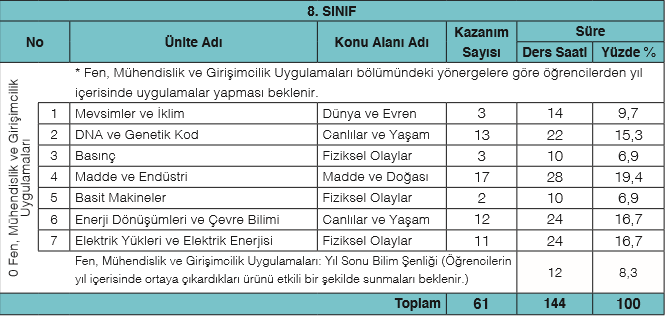 8. SINIF
No Ünite Adı Konu Alanı Adı Kazanım Sayısı Süre
Ders Saati Yüzde %
0 Fen, Mühendislik ve Girişimcilik Uygulamaları
* Fen, Mühendislik ve Girişimcilik Uygulamaları bölümündeki yönergelere göre öğrencilerden yıl
içerisinde uygulamalar yapması beklenir.
1 Mevsimler ve İklim Dünya ve Evren 3 14 9,7
2 DNA ve Genetik Kod Canlılar ve Yaşam 13 22 15,3
3 Basınç Fiziksel Olaylar 3 10 6,9
4 Madde ve Endüstri Madde ve Doğası 17 28 19,4
5 Basit Makineler Fiziksel Olaylar 2 10 6,9
6 Enerji Dönüşümleri ve Çevre Bilimi Canlılar ve Yaşam 12 24 16,7
7 Elektrik Yükleri ve Elektrik Enerjisi Fiziksel Olaylar 11 24 16,7
Fen, Mühendislik ve Girişimcilik Uygulamaları: Yıl Sonu Bilim Şenliği (Öğrencilerin
yıl içerisinde ortaya çıkardıkları ürünü etkili bir şekilde sunmaları beklenir.) 12 8,3
Toplam 61 144 100